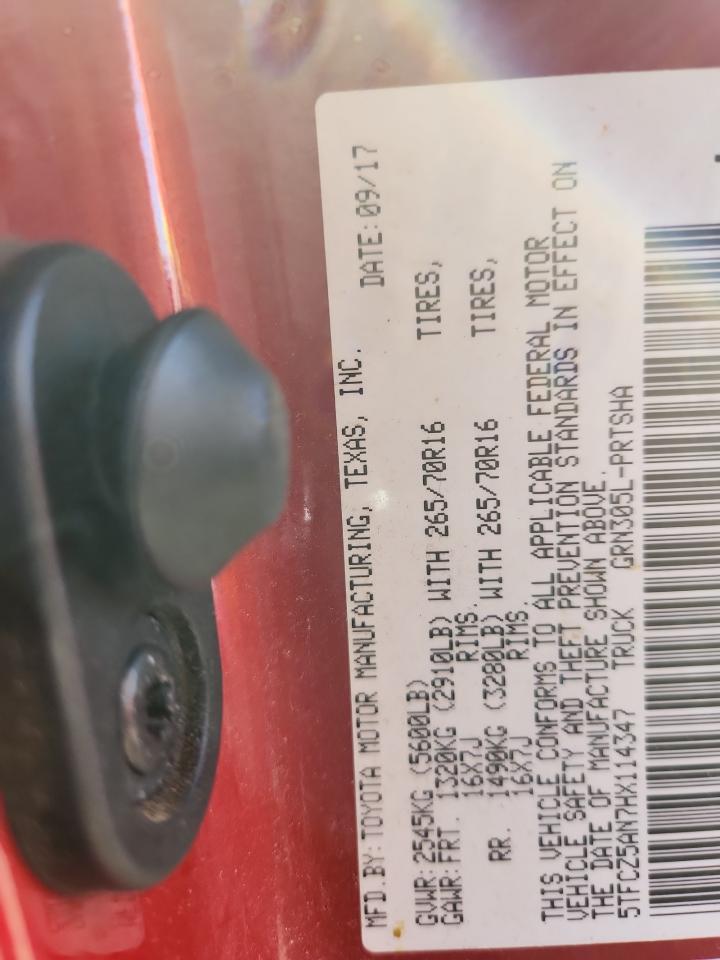 MFD.BY: TOYOTA MOTOR MANUFACTURING, TEXAS, INC. DATE: 09/17
GVWR: 2545KG (5600LB)
GAWR: FRT. 1320KG (2910LB) WITH 265/70R16 TIRES,
16X7J RIMS.
RR. 1490KG (3280LB) WITH 265/70R16 TIRES,
16X7J RIMS.
THIS VEHICLE CONFORMS TO ALL APPLICABLE FEDERAL MOTOR
VEHICLE SAFETY AND THEFT PREVENTION STANDARDS IN EFFECT ON
THE DATE OF MANUFACTURE SHOWN ABOVE.
5TFCZ5AN7HX114347 TRUCK GRN305L-PRTSHA